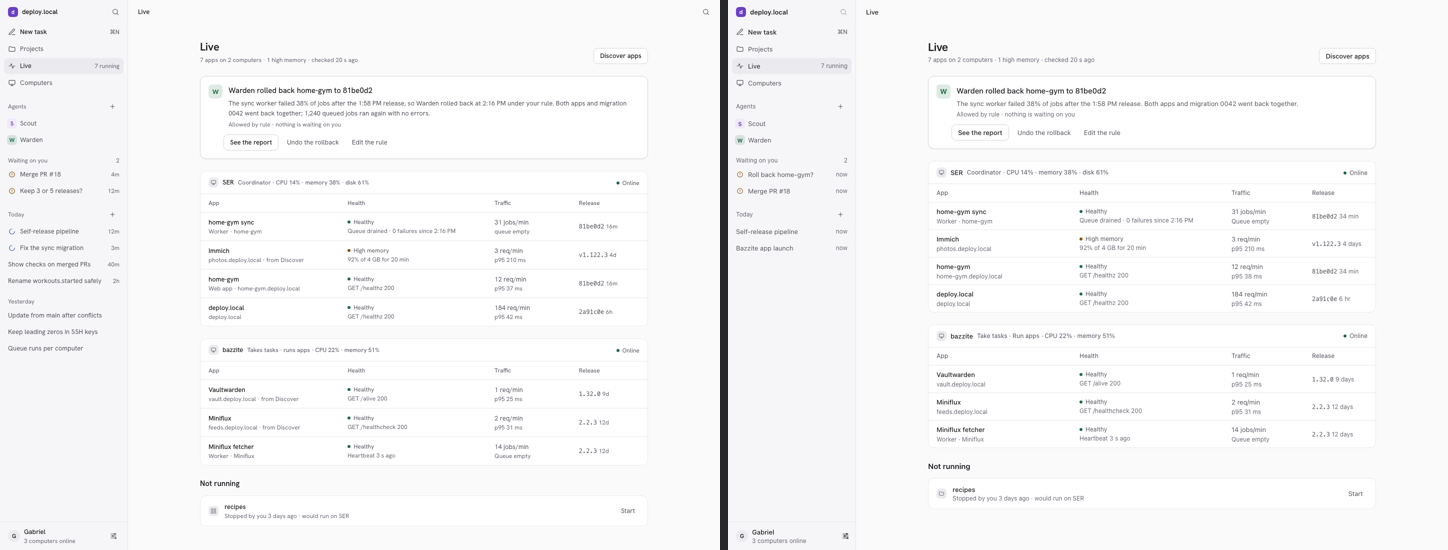 d deploy.local
New task ⌘N
Projects
Live 7 running
Computers
Agents +
S Scout
W Warden
Waiting on you 2
Merge PR #18 4m
Keep 3 or 5 releases? 12m
Today +
Self-release pipeline 12m
Fix the sync migration 3m
Show checks on merged PRs 40m
Rename workouts.started safely 2h
Yesterday
Update from main after conflicts
Keep leading zeros in SSH keys
Queue runs per computer
G Gabriel
3 computers online
Live
Live
7 apps on 2 computers · 1 high memory · checked 20 s ago
Discover apps
W Warden rolled back home-gym to 81be0d2
The sync worker failed 38% of jobs after the 1:58 PM release, so Warden rolled back at 2:16 PM under your rule. Both apps and migration
0042 went back together; 1,240 queued jobs ran again with no errors.
Allowed by rule · nothing is waiting on you
See the report Undo the rollback Edit the rule
SER Coordinator · CPU 14% · memory 38% · disk 61% Online
App Health Traffic Release
home-gym sync Healthy 31 jobs/min 81be0d2 16m
Worker · home-gym Queue drained · 0 failures since 2:16 PM queue empty
Immich High memory 3 req/min v1.122.3 4d
photos.deploy.local · from Discover 92% of 4 GB for 20 min p95 210 ms
home-gym Healthy 12 req/min 81be0d2 16m
Web app · home-gym.deploy.local GET /healthz 200 p95 37 ms
deploy.local Healthy 184 req/min 2a91c0e 6h
deploy.local GET /healthz 200 p95 42 ms
bazzite Takes tasks · runs apps · CPU 22% · memory 51% Online
App Health Traffic Release
Vaultwarden Healthy 1 req/min 1.32.0 9d
vault.deploy.local · from Discover GET /alive 200 p95 25 ms
Miniflux Healthy 2 req/min 2.2.3 12d
feeds.deploy.local · from Discover GET /healthcheck 200 p95 31 ms
Miniflux fetcher Healthy 14 jobs/min 2.2.3 12d
Worker · Miniflux Heartbeat 3 s ago Queue empty
Not running
recipes
Stopped by you 3 days ago · would run on SER
Start
d deploy.local
New task ⌘N
Projects
Live 7 running
Computers
Agents +
S Scout
W Warden
Waiting on you 2
Roll back home-gym? now
Merge PR #18 now
Today +
Self-release pipeline now
Bazzite app launch now
G Gabriel
3 computers online
Live
Live
7 apps on 2 computers · 1 high memory · checked 20 s ago
Discover apps
W Warden rolled back home-gym to 81be0d2
The sync worker failed 38% of jobs after the 1:58 PM release. Both apps and migration 0042 went back together.
Allowed by rule · nothing is waiting on you
See the report Undo the rollback Edit the rule
SER Coordinator · CPU 14% · memory 38% · disk 61% Online
App Health Traffic Release
home-gym sync Healthy 31 jobs/min 81be0d2 34 min
Worker · home-gym Queue drained · 0 failures since 2:16 PM Queue empty
Immich High memory 3 req/min v1.122.3 4 days
photos.deploy.local 92% of 4 GB for 20 min p95 210 ms
home-gym Healthy 12 req/min 81be0d2 34 min
home-gym.deploy.local GET /healthz 200 p95 38 ms
deploy.local Healthy 184 req/min 2a91c0e 6 hr
deploy.local GET /healthz 200 p95 42 ms
bazzite Take tasks · Run apps · CPU 22% · memory 51% Online
App Health Traffic Release
Vaultwarden Healthy 1 req/min 1.32.0 9 days
vault.deploy.local GET /alive 200 p95 25 ms
Miniflux Healthy 2 req/min 2.2.3 12 days
feeds.deploy.local GET /healthcheck 200 p95 31 ms
Miniflux fetcher Healthy 14 jobs/min 2.2.3 12 days
Worker · Miniflux Heartbeat 3 s ago Queue empty
Not running
recipes
Stopped by you 3 days ago · would run on SER
Start